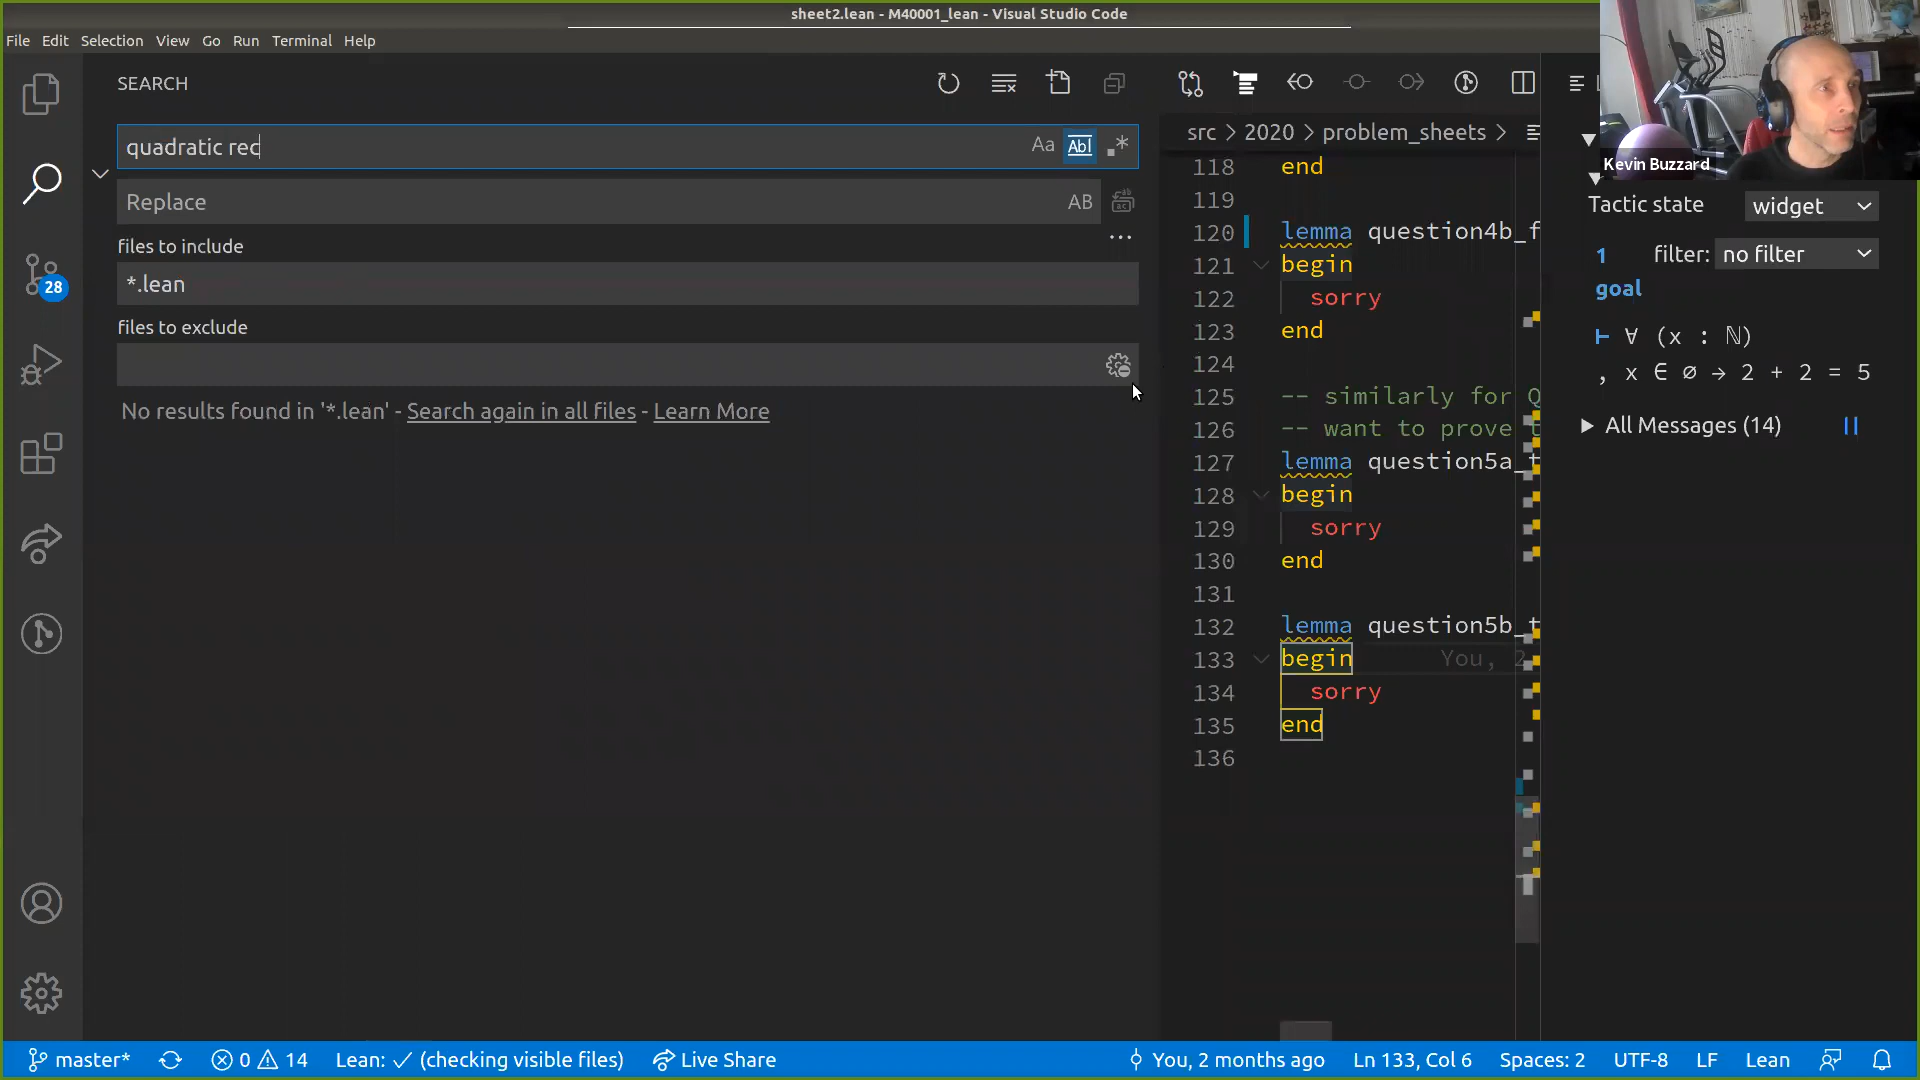 sheet2.lean - M40001_lean - Visual Studio Code
File Edit Selection View Go Run Terminal Help
SEARCH
quadratic rec
Aa Abl .*
Replace
AB
files to include
*.lean
files to exclude
No results found in '*.lean' - Search again in all files - Learn More
28
src > 2020 > problem_sheets >
118 end
119
120 lemma question4b_f
121 begin
122 sorry
123 end
124
125 -- similarly for Q
126 -- want to prove t
127 lemma question5a_t
128 begin
129 sorry
130 end
131
132 lemma question5b_t
133 begin You, 2
134 sorry
135 end
136
Kevin Buzzard
Tactic state widget
1 goal filter: no filter
⊢ ∀ (x : ℕ)
, x ∈ ∅ → 2 + 2 = 5
All Messages (14)
master* 0 14 Lean: ✓ (checking visible files) Live Share You, 2 months ago Ln 133, Col 6 Spaces: 2 UTF-8 LF Lean